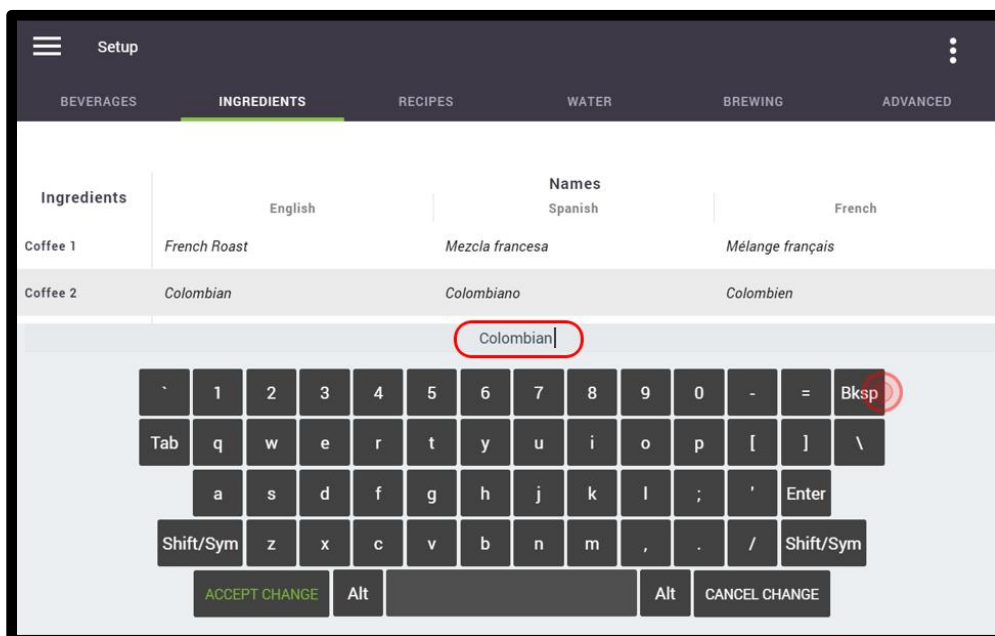 Setup
BEVERAGES INGREDIENTS RECIPES WATER BREWING ADVANCED
Ingredients Names
English Spanish French
Coffee 1 French Roast Mezcla francesa Mélange français
Coffee 2 Colombian Colombiano Colombien
Colombian
` 1 2 3 4 5 6 7 8 9 0 - = Bksp
Tab q w e r t y u i o p [ ] \
a s d f g h j k l ; ' Enter
Shift/Sym z x c v b n m , . / Shift/Sym
ACCEPT CHANGE Alt Alt CANCEL CHANGE